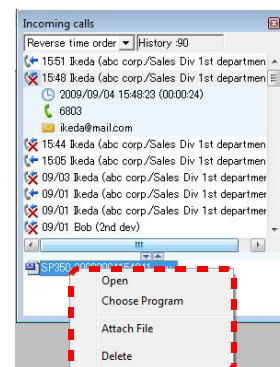 Incoming calls
Reverse time order History :90
15:51 Ikeda (abc corp./Sales Div 1st departmen
15:48 Ikeda (abc corp./Sales Div 1st departmen
2009/09/04 15:48:23 (00:00:24)
6803
ikeda@mail.com
15:44 Ikeda (abc corp./Sales Div 1st departmen
15:05 Ikeda (abc corp./Sales Div 1st departmen
09/03 Ikeda (abc corp./Sales Div 1st departmer
09/01 Ikeda (abc corp./Sales Div 1st departmer
09/01 Ikeda (abc corp./Sales Div 1st departmer
09/01 Bob (2nd dev)
Open
Choose Program
Attach File
Delete